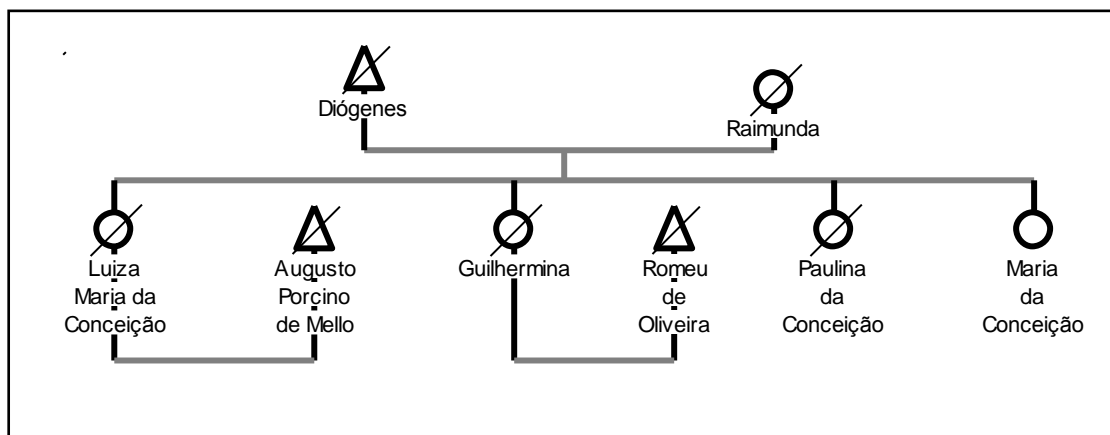 Diógenes
Raimunda
Luiza
Maria da
Conceição
Augusto
Porcino
de Mello
Guilhermina
Romeu
de
Oliveira
Paulina
da
Conceição
Maria
da
Conceição